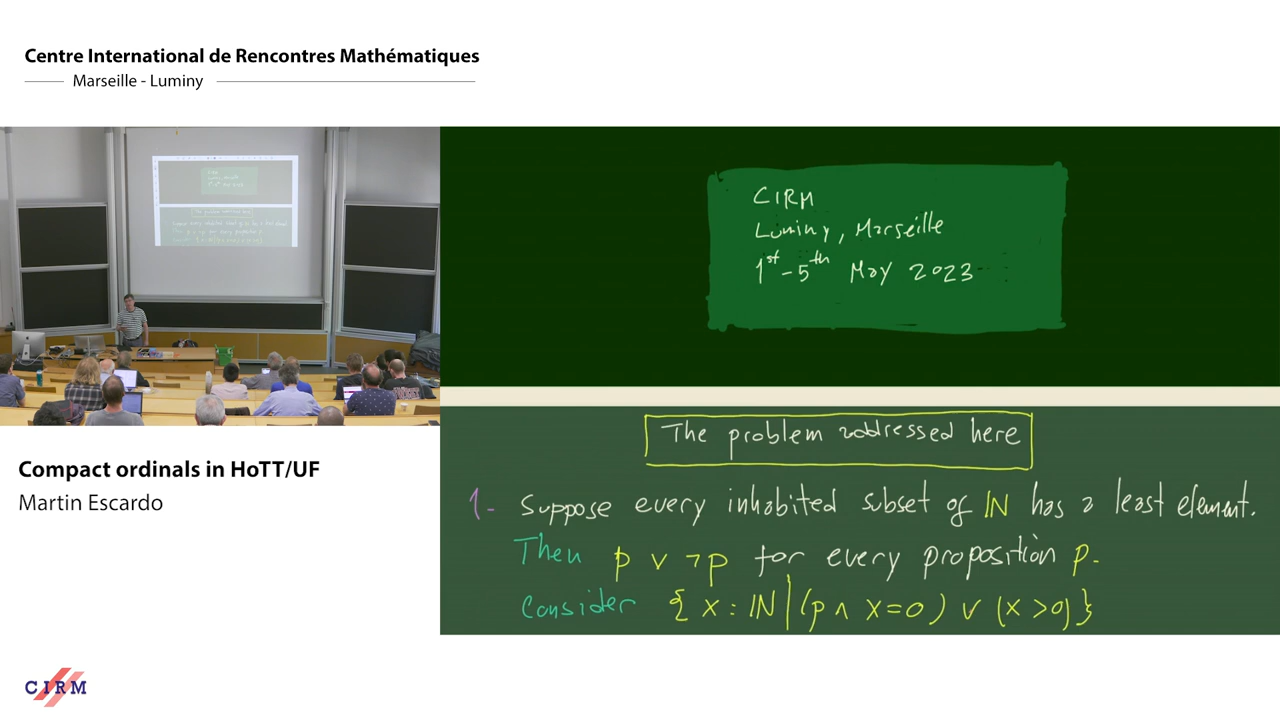 Centre International de Rencontres Mathématiques
Marseille - Luminy
CIRM
Luminy, Marseille
1st - 5th May 2023
The problem addressed here
1- Suppose every inhabited subset of ℕ has a least element.
Then p ∨ ¬p for every proposition p.
Consider { x : ℕ | (p ∧ x=0) ∨ (x >0)}
Compact ordinals in HoTT/UF
Martin Escardo
CIRM